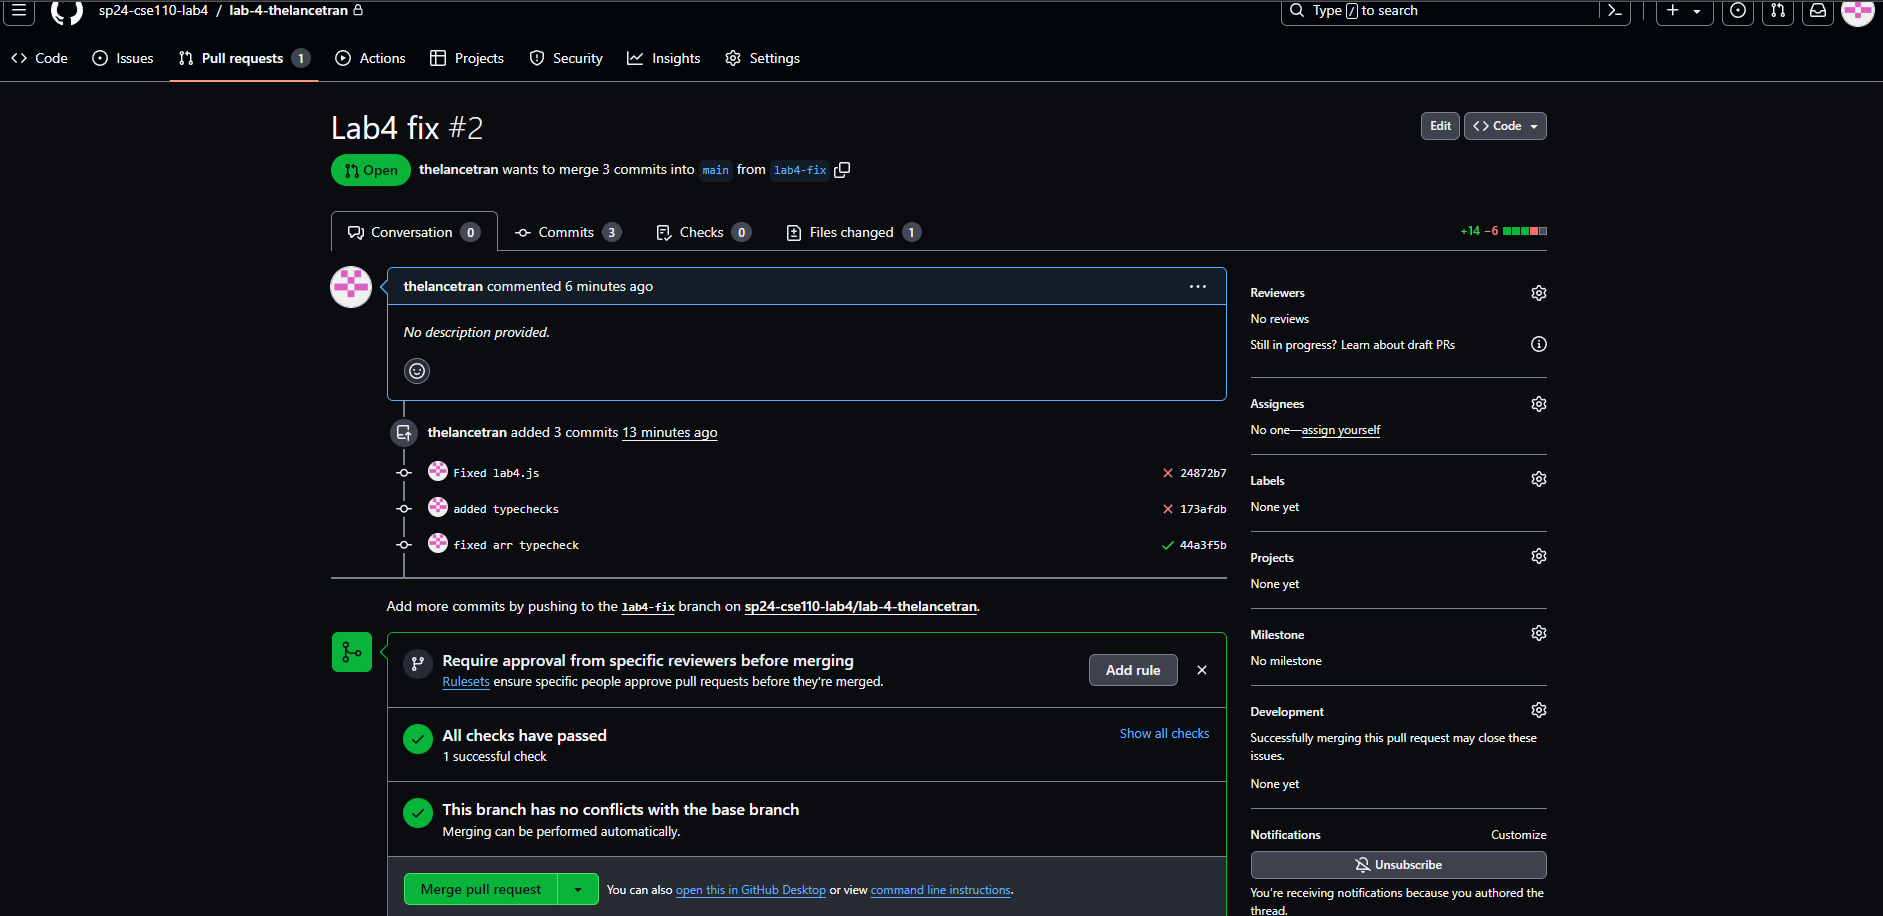 sp24-cse110-lab4 / lab-4-thelancetran
Type / to search
Code
Issues
Pull requests 1
Actions
Projects
Security
Insights
Settings
Lab4 fix #2
Edit
Code
Open
thelancetran wants to merge 3 commits into main from lab4-fix
Conversation 0
Commits 3
Checks 0
Files changed 1
+14 −6
thelancetran commented 6 minutes ago
No description provided.
thelancetran added 3 commits 13 minutes ago
Fixed lab4.js
24872b7
added typechecks
173afdb
fixed arr typecheck
44a3f5b
Add more commits by pushing to the lab4-fix branch on sp24-cse110-lab4/lab-4-thelancetran.
Require approval from specific reviewers before merging
Rulesets ensure specific people approve pull requests before they're merged.
Add rule
All checks have passed
1 successful check
Show all checks
This branch has no conflicts with the base branch
Merging can be performed automatically.
Merge pull request
You can also open this in GitHub Desktop or view command line instructions.
Reviewers
No reviews
Still in progress? Learn about draft PRs
Assignees
No one—assign yourself
Labels
None yet
Projects
None yet
Milestone
No milestone
Development
Successfully merging this pull request may close these
issues.
None yet
Notifications
Customize
Unsubscribe
You're receiving notifications because you authored the
thread.